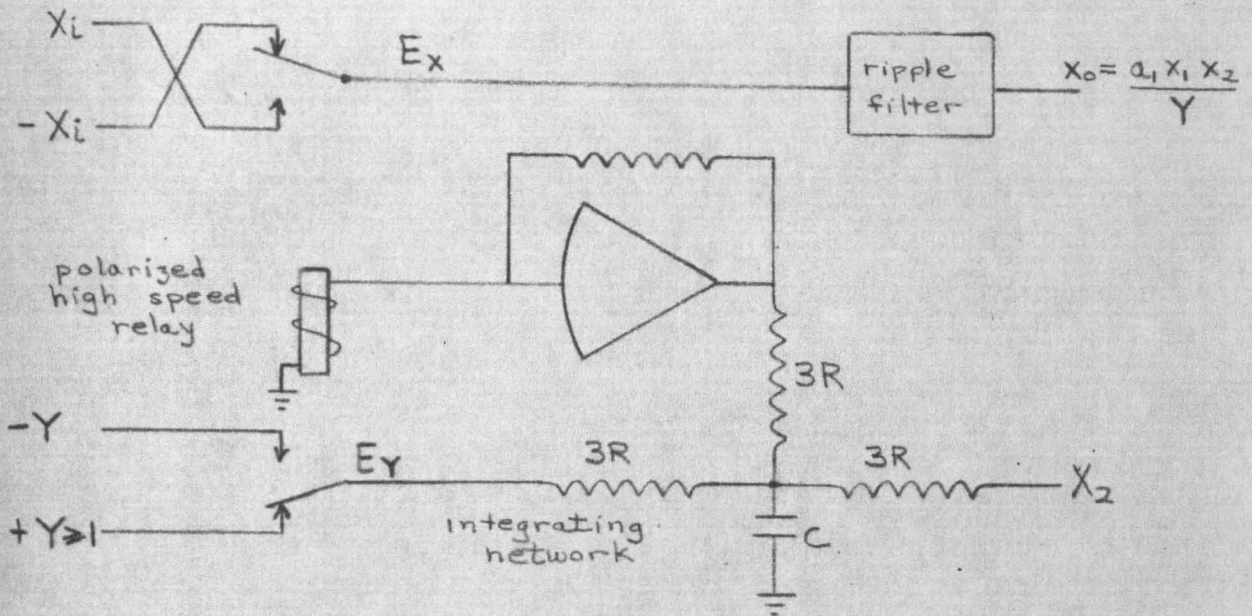 Xi
-Xi
Ex
ripple
filter
x₀ = a₁ x₁ x₂
Y
polarized
high speed
relay
3R
-Y
EY
3R
3R
X₂
+Y≥1
integrating
network
C